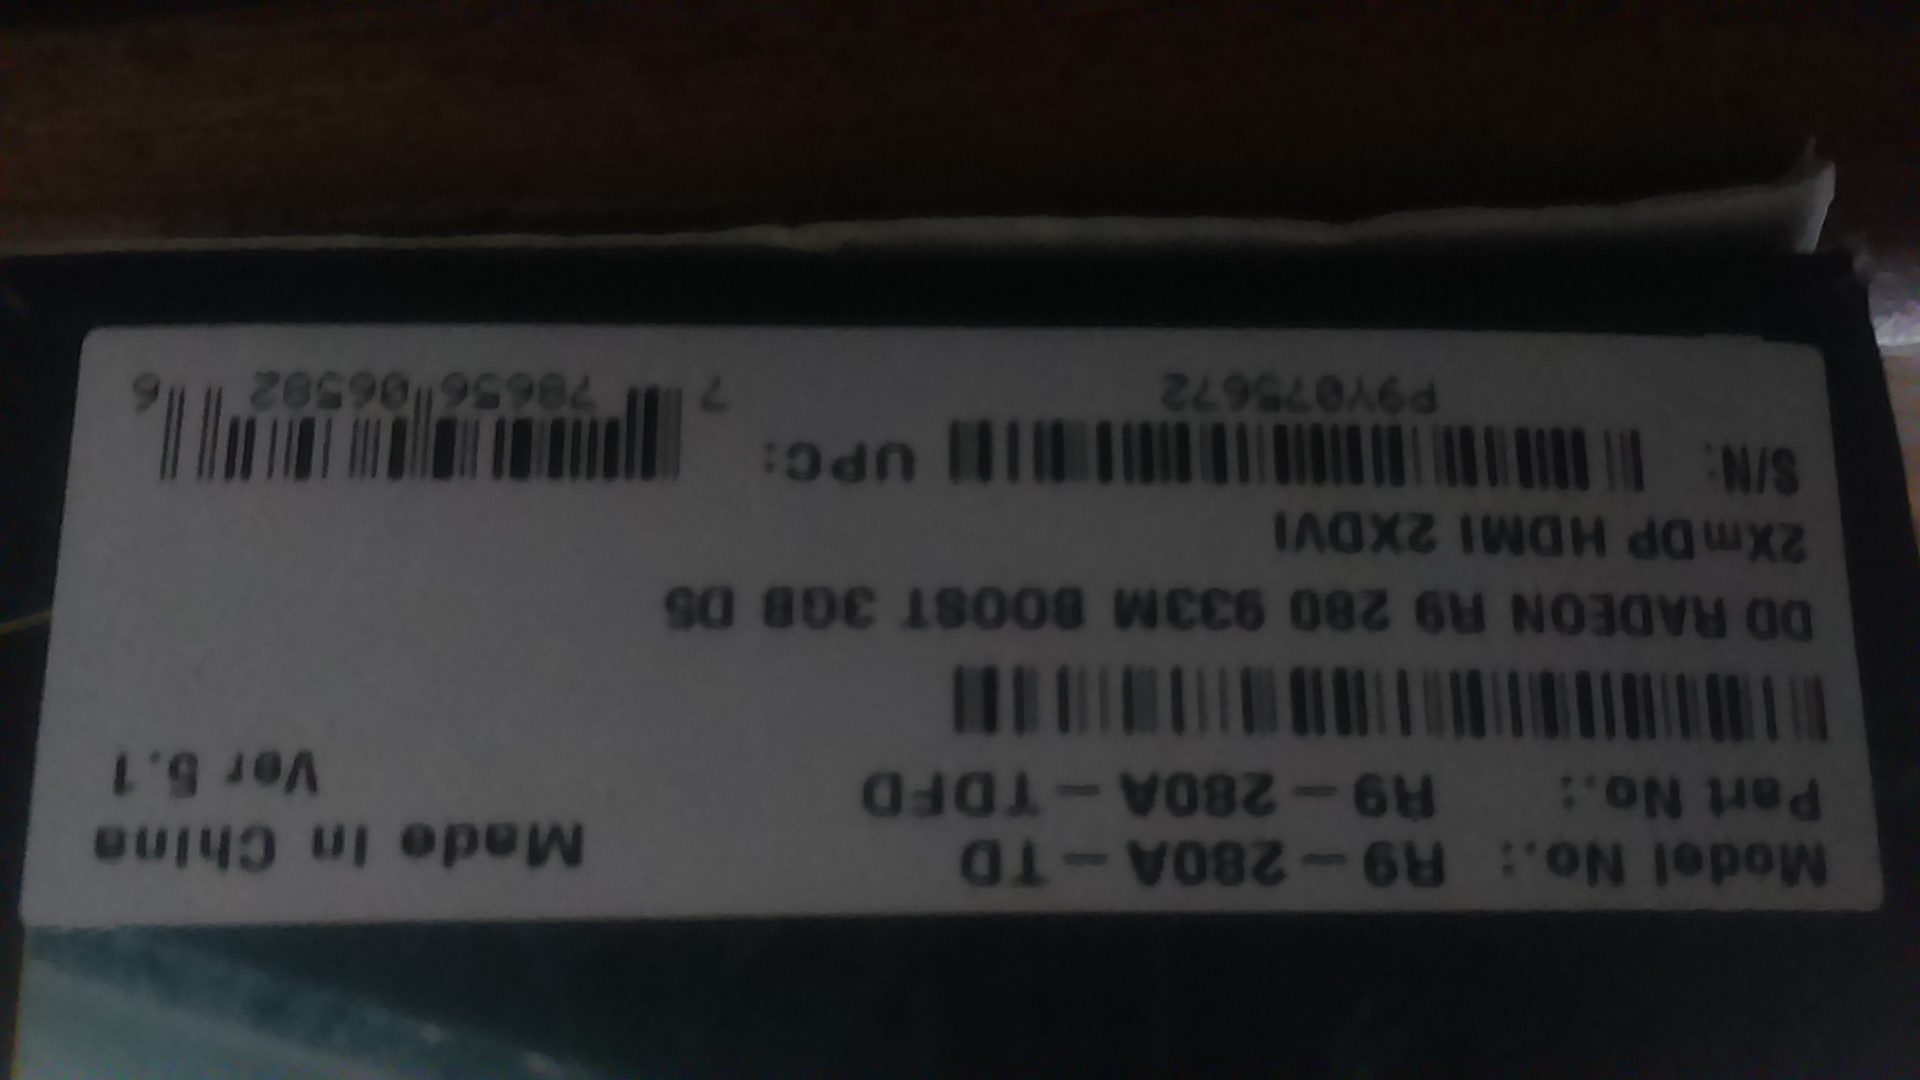 Model No.: R9-280A-TD
Made in China
Part No.: R9-280A-TDFD
Ver 5.1
DD RADEON R9 280 933M BOOST 3GB D5
2XmDP HDMI 2XDVI
S/N: UPC:
P9Y075672 7 78656 06582 6